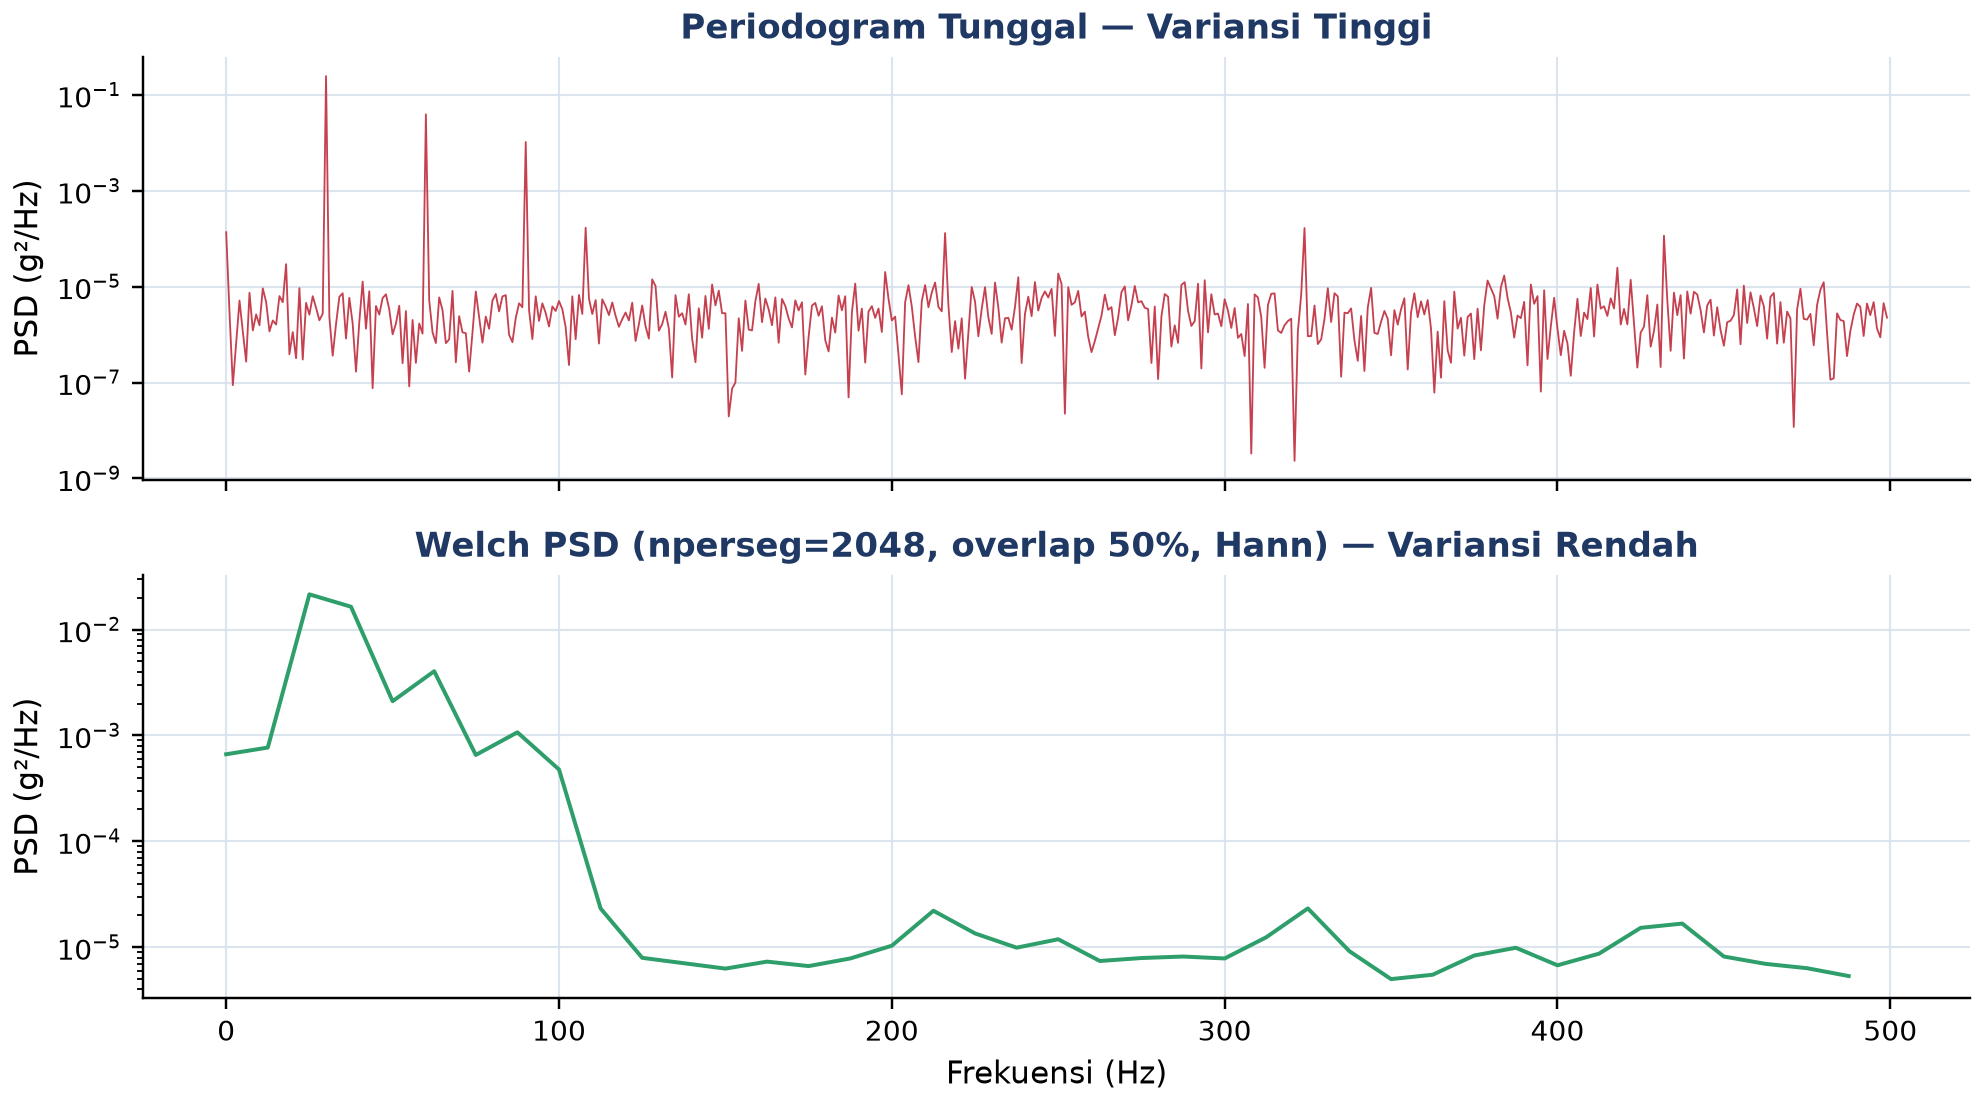 Periodogram Tunggal — Variansi Tinggi
PSD (g²/Hz)
10⁻¹
10⁻³
10⁻⁵
10⁻⁷
10⁻⁹
Welch PSD (nperseg=2048, overlap 50%, Hann) — Variansi Rendah
PSD (g²/Hz)
10⁻²
10⁻³
10⁻⁴
10⁻⁵
0 100 200 300 400 500
Frekuensi (Hz)